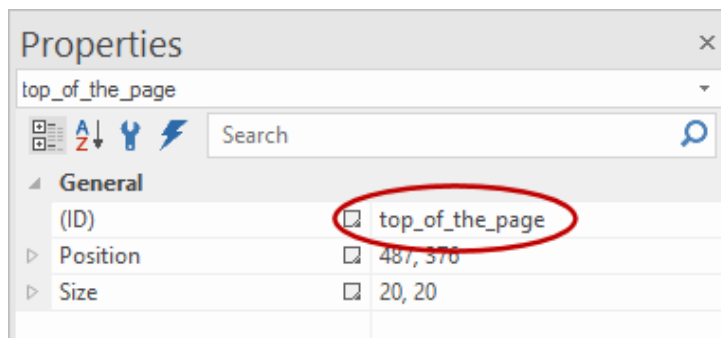 Properties
top_of_the_page
Search
General
(ID) top_of_the_page
Position 487, 376
Size 20, 20